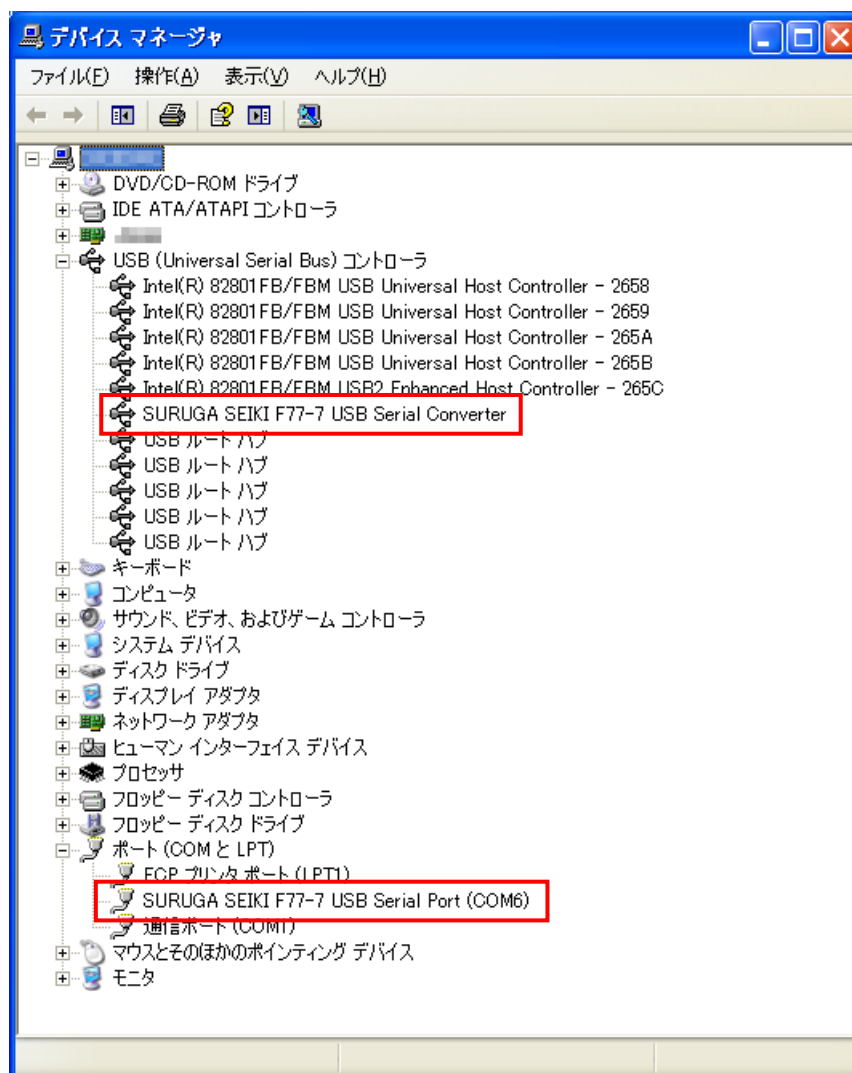 デバイス マネージャ
ファイル(F) 操作(A) 表示(V) ヘルプ(H)
DVD/CD-ROM ドライブ
IDE ATA/ATAPI コントローラ
USB (Universal Serial Bus) コントローラ
Intel(R) 82801FB/FBM USB Universal Host Controller - 2658
Intel(R) 82801FB/FBM USB Universal Host Controller - 2659
Intel(R) 82801FB/FBM USB Universal Host Controller - 265A
Intel(R) 82801FB/FBM USB Universal Host Controller - 265B
Intel(R) 82801FB/FBM USB2 Enhanced Host Controller - 265C
SURUGA SEIKI F77-7 USB Serial Converter
USB ルート ハブ
USB ルート ハブ
USB ルート ハブ
USB ルート ハブ
USB ルート ハブ
キーボード
コンピュータ
サウンド、ビデオ、およびゲーム コントローラ
システム デバイス
ディスク ドライブ
ディスプレイ アダプタ
ネットワーク アダプタ
ヒューマン インターフェイス デバイス
プロセッサ
フロッピー ディスク コントローラ
フロッピー ディスク ドライブ
ポート (COM と LPT)
ECP プリンタ ポート (LPT1)
SURUGA SEIKI F77-7 USB Serial Port (COM6)
通信ポート (COM1)
マウスとそのほかのポインティング デバイス
モニタ